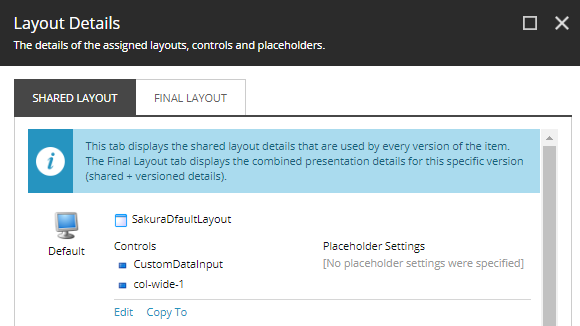 Layout Details
The details of the assigned layouts, controls and placeholders.
SHARED LAYOUT
FINAL LAYOUT
This tab displays the shared layout details that are used by every version of the item.
The Final Layout tab displays the combined presentation details for this specific version
(shared + versioned details).
Default
SakuraDfaultLayout
Controls
CustomDataInput
col-wide-1
Placeholder Settings
[No placeholder settings were specified]
Edit
Copy To